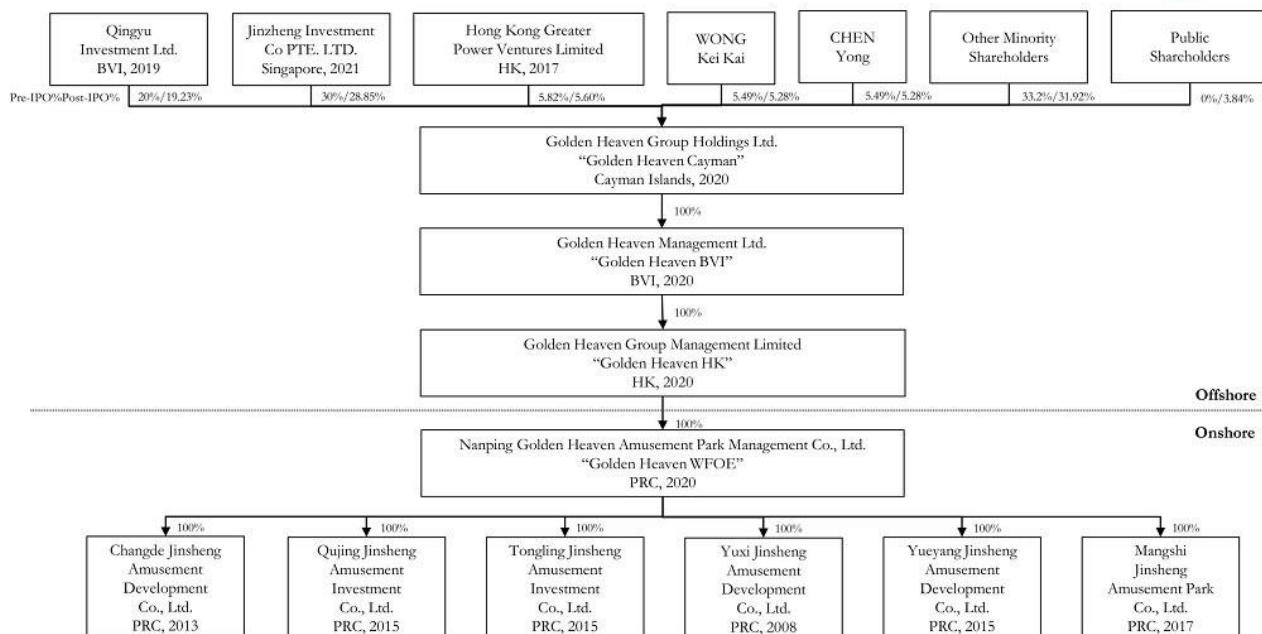 Qingyu
Investment Ltd.
BVI, 2019
Jinzheng Investment
Co PTE. LTD.
Singapore, 2021
Hong Kong Greater
Power Ventures Limited
HK, 2017
WONG
Kei Kai
CHEN
Yong
Other Minority
Shareholders
Public
Shareholders
Pre-IPO%Post-IPO%
20%/19.23%
30%/28.85%
5.82%/5.60%
5.49%/5.28%
5.49%/5.28%
33.2%/31.92%
0%/3.84%
Golden Heaven Group Holdings Ltd.
“Golden Heaven Cayman”
Cayman Islands, 2020
100%
Golden Heaven Management Ltd.
“Golden Heaven BVI”
BVI, 2020
100%
Golden Heaven Group Management Limited
“Golden Heaven HK”
HK, 2020
Offshore
100%
Onshore
Nanping Golden Heaven Amusement Park Management Co., Ltd.
“Golden Heaven WFOE”
PRC, 2020
100%
100%
100%
100%
100%
100%
Changde Jinsheng
Amusement
Development
Co., Ltd.
PRC, 2013
Qujing Jinsheng
Amusement
Investment
Co., Ltd.
PRC, 2015
Tongling Jinsheng
Amusement
Investment
Co., Ltd.
PRC, 2015
Yuxi Jinsheng
Amusement
Development
Co., Ltd.
PRC, 2008
Yueyang Jinsheng
Amusement
Development
Co., Ltd.
PRC, 2015
Mangshi
Jinsheng
Amusement Park
Co., Ltd.
PRC, 2017